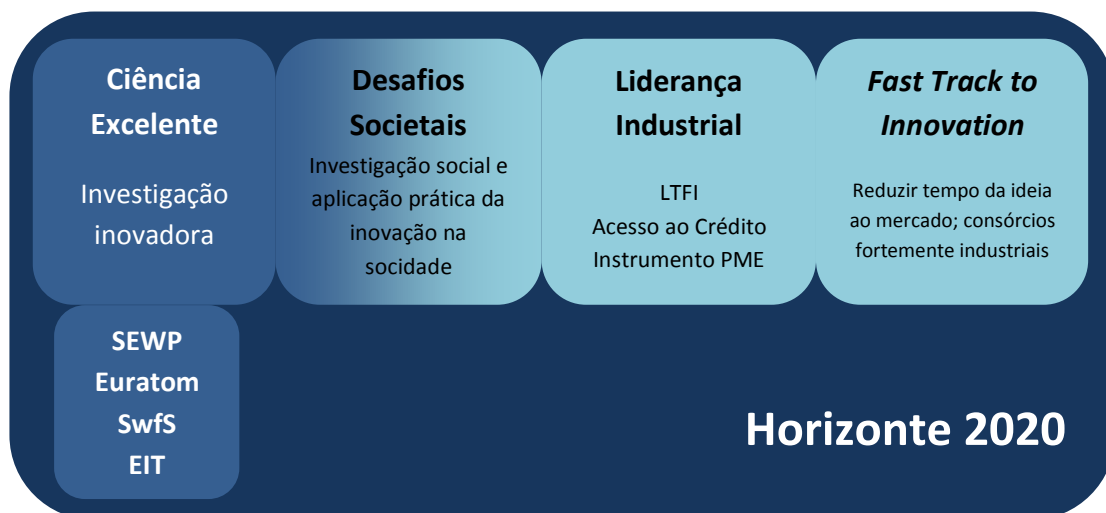 Ciência
Excelente
Investigação
inovadora
Desafios
Societais
Investigação social e
aplicação prática da
inovação na
socidade
Liderança
Industrial
LTFI
Acesso ao Crédito
Instrumento PME
Fast Track to
Innovation
Reduzir tempo da ideia
ao mercado; consórcios
fortemente industriais
SEWP
Euratom
SwfS
EIT
Horizonte 2020